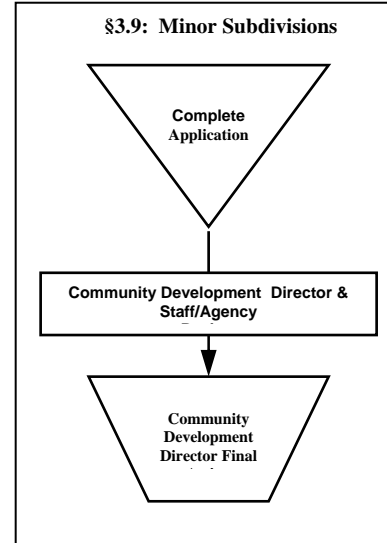 §3.9: Minor Subdivisions
Complete
Application
Community Development Director &
Staff/Agency
Community
Development
Director Final